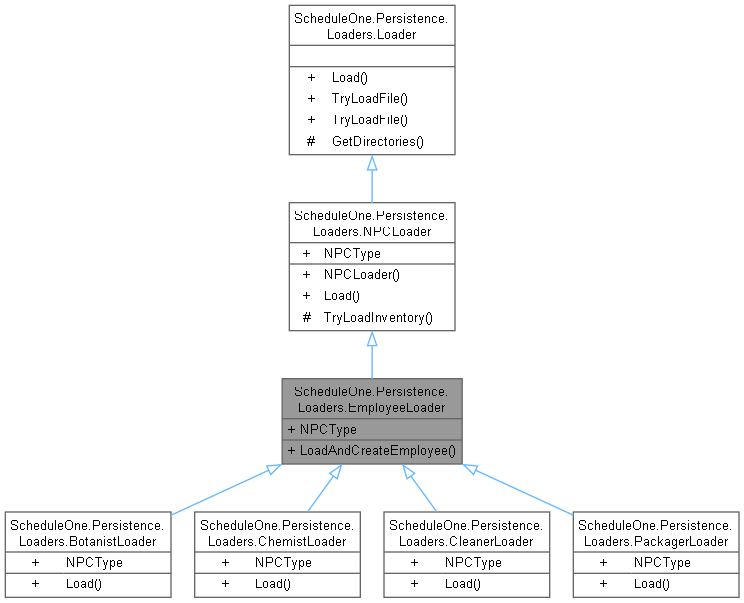 ScheduleOne.Persistence.
Loaders.Loader
+ Load()
+ TryLoadFile()
+ TryLoadFile()
# GetDirectories()
ScheduleOne.Persistence.
Loaders.NPCLoader
+ NPCType
+ NPCLoader()
+ Load()
# TryLoadInventory()
ScheduleOne.Persistence.
Loaders.EmployeeLoader
+ NPCType
+ LoadAndCreateEmployee()
ScheduleOne.Persistence.
Loaders.BotanistLoader
+ NPCType
+ Load()
ScheduleOne.Persistence.
Loaders.ChemistLoader
+ NPCType
+ Load()
ScheduleOne.Persistence.
Loaders.CleanerLoader
+ NPCType
+ Load()
ScheduleOne.Persistence.
Loaders.PackagerLoader
+ NPCType
+ Load()